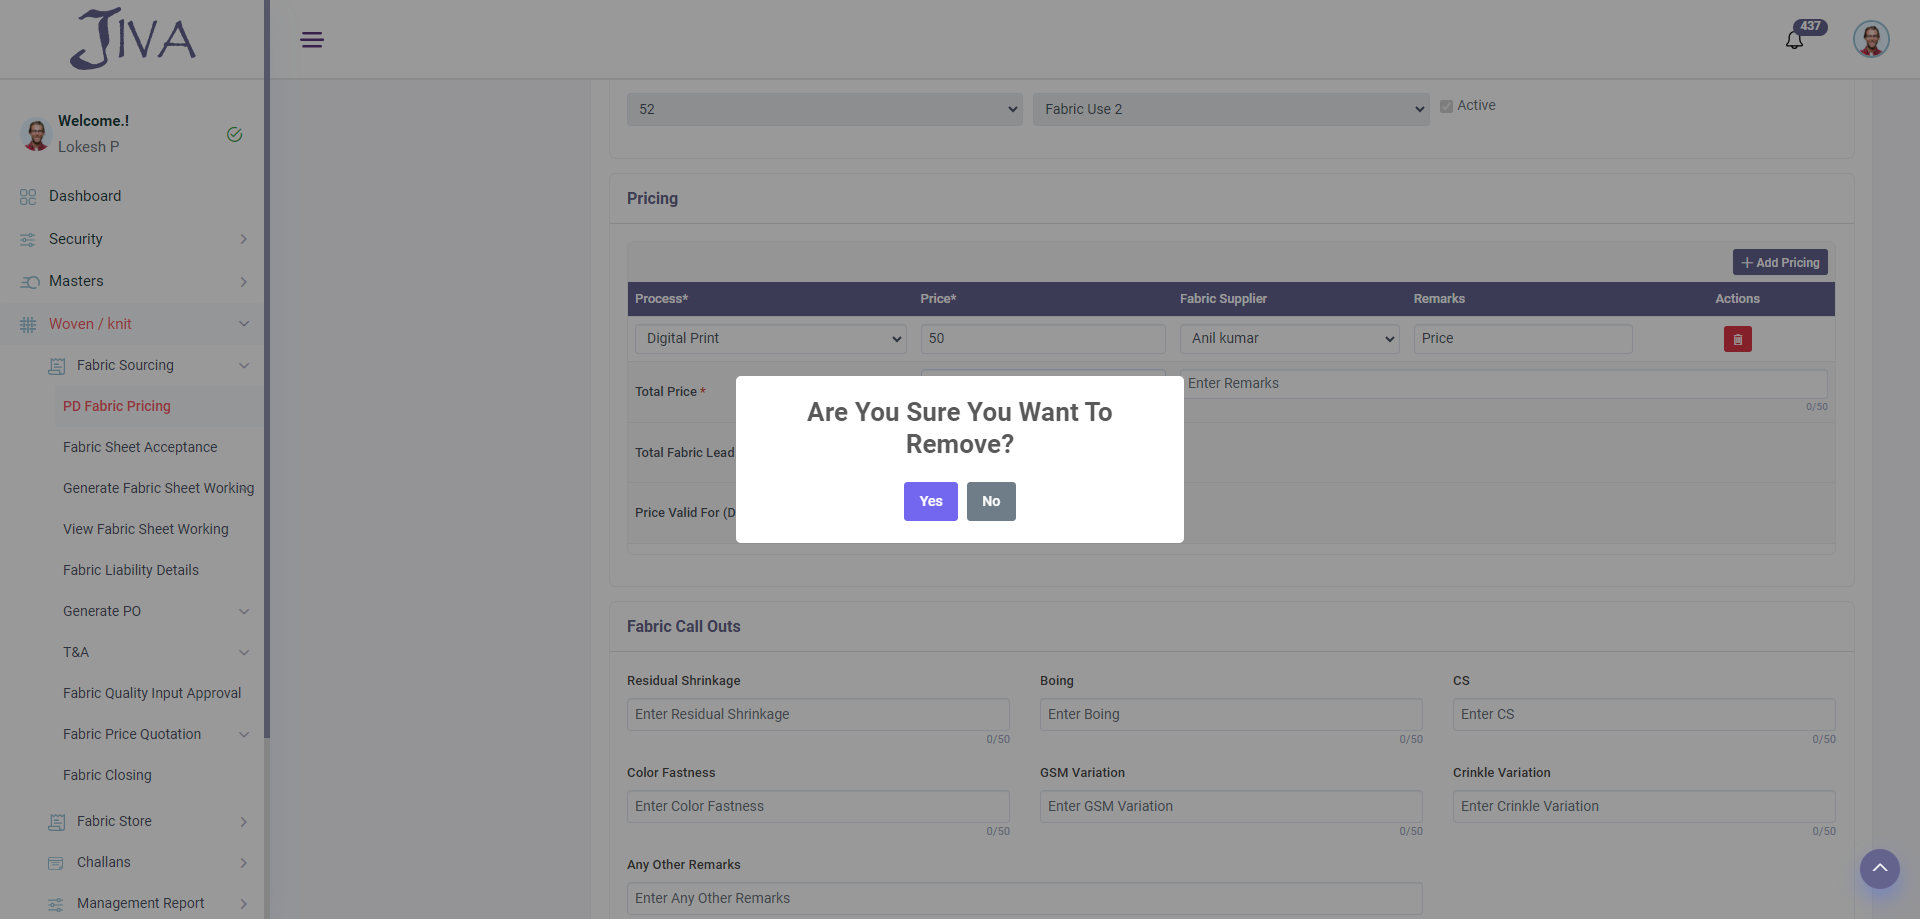 JIVA
437
Welcome.!
Lokesh P
Dashboard
Security
Masters
Woven / knit
Fabric Sourcing
PD Fabric Pricing
Fabric Sheet Acceptance
Generate Fabric Sheet Working
View Fabric Sheet Working
Fabric Liability Details
Generate PO
T&A
Fabric Quality Input Approval
Fabric Price Quotation
Fabric Closing
Fabric Store
Challans
Management Report
52
Fabric Use 2
Active
Pricing
Add Pricing
Process* Price* Fabric Supplier Remarks Actions
Digital Print 50 Anil kumar Price
Total Price * Enter Remarks
0/50
Total Fabric Lead
Price Valid For (D
Are You Sure You Want To
Remove?
Yes No
Fabric Call Outs
Residual Shrinkage Boing CS
Enter Residual Shrinkage Enter Boing Enter CS
0/50 0/50 0/50
Color Fastness GSM Variation Crinkle Variation
Enter Color Fastness Enter GSM Variation Enter Crinkle Variation
0/50 0/50 0/50
Any Other Remarks
Enter Any Other Remarks